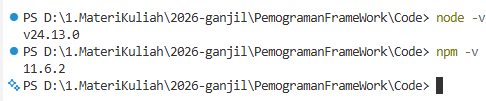 PS D:\1.MateriKuliah\2026-ganjil\PemogramanFrameWork\Code> node -v
v24.13.0
PS D:\1.MateriKuliah\2026-ganjil\PemogramanFrameWork\Code> npm -v
11.6.2
PS D:\1.MateriKuliah\2026-ganjil\PemogramanFrameWork\Code>